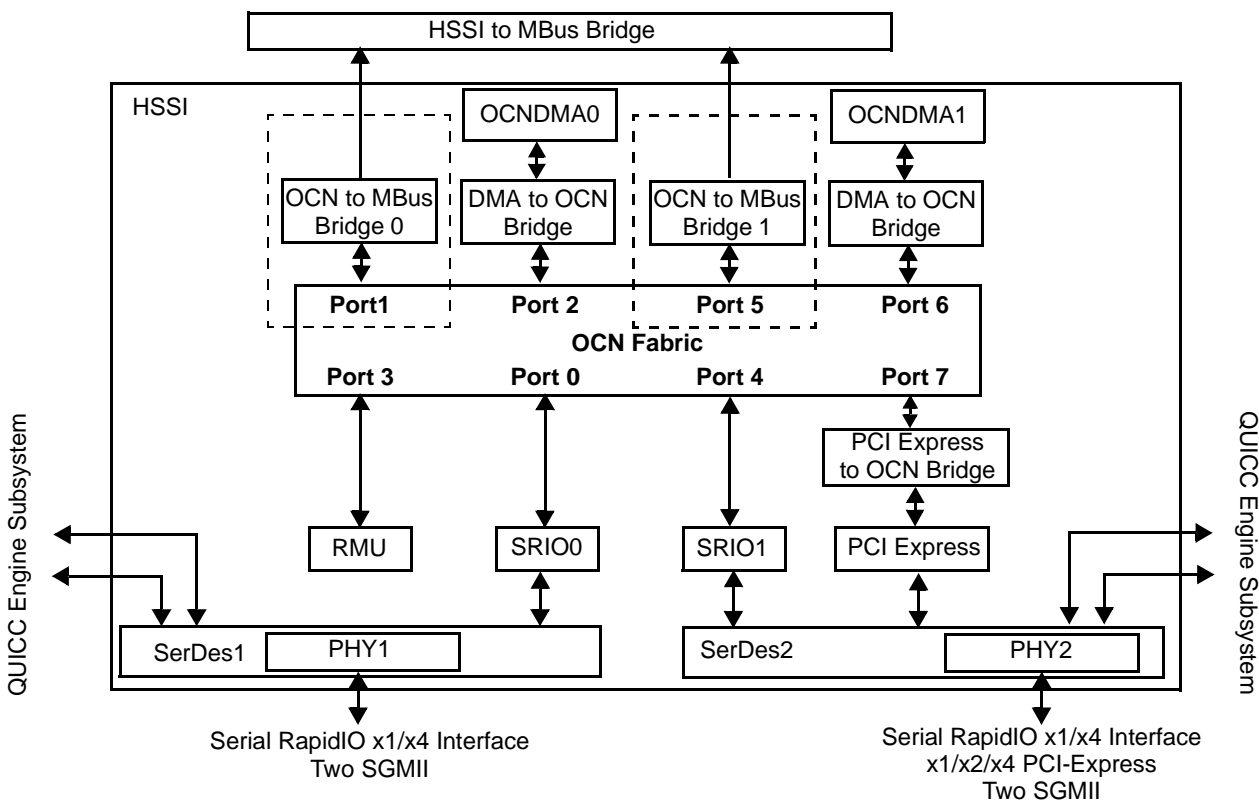 HSSI to MBus Bridge
HSSI
OCNDMA0
OCNDMA1
OCN to MBus
Bridge 0
DMA to OCN
Bridge
OCN to MBus
Bridge 1
DMA to OCN
Bridge
Port1
Port 2
Port 5
Port 6
OCN Fabric
Port 3
Port 0
Port 4
Port 7
PCI Express
to OCN Bridge
QUICC Engine Subsystem
QUICC Engine Subsystem
RMU
SRIO0
SRIO1
PCI Express
SerDes1
PHY1
SerDes2
PHY2
Serial RapidIO x1/x4 Interface
Two SGMII
Serial RapidIO x1/x4 Interface
x1/x2/x4 PCI-Express
Two SGMII